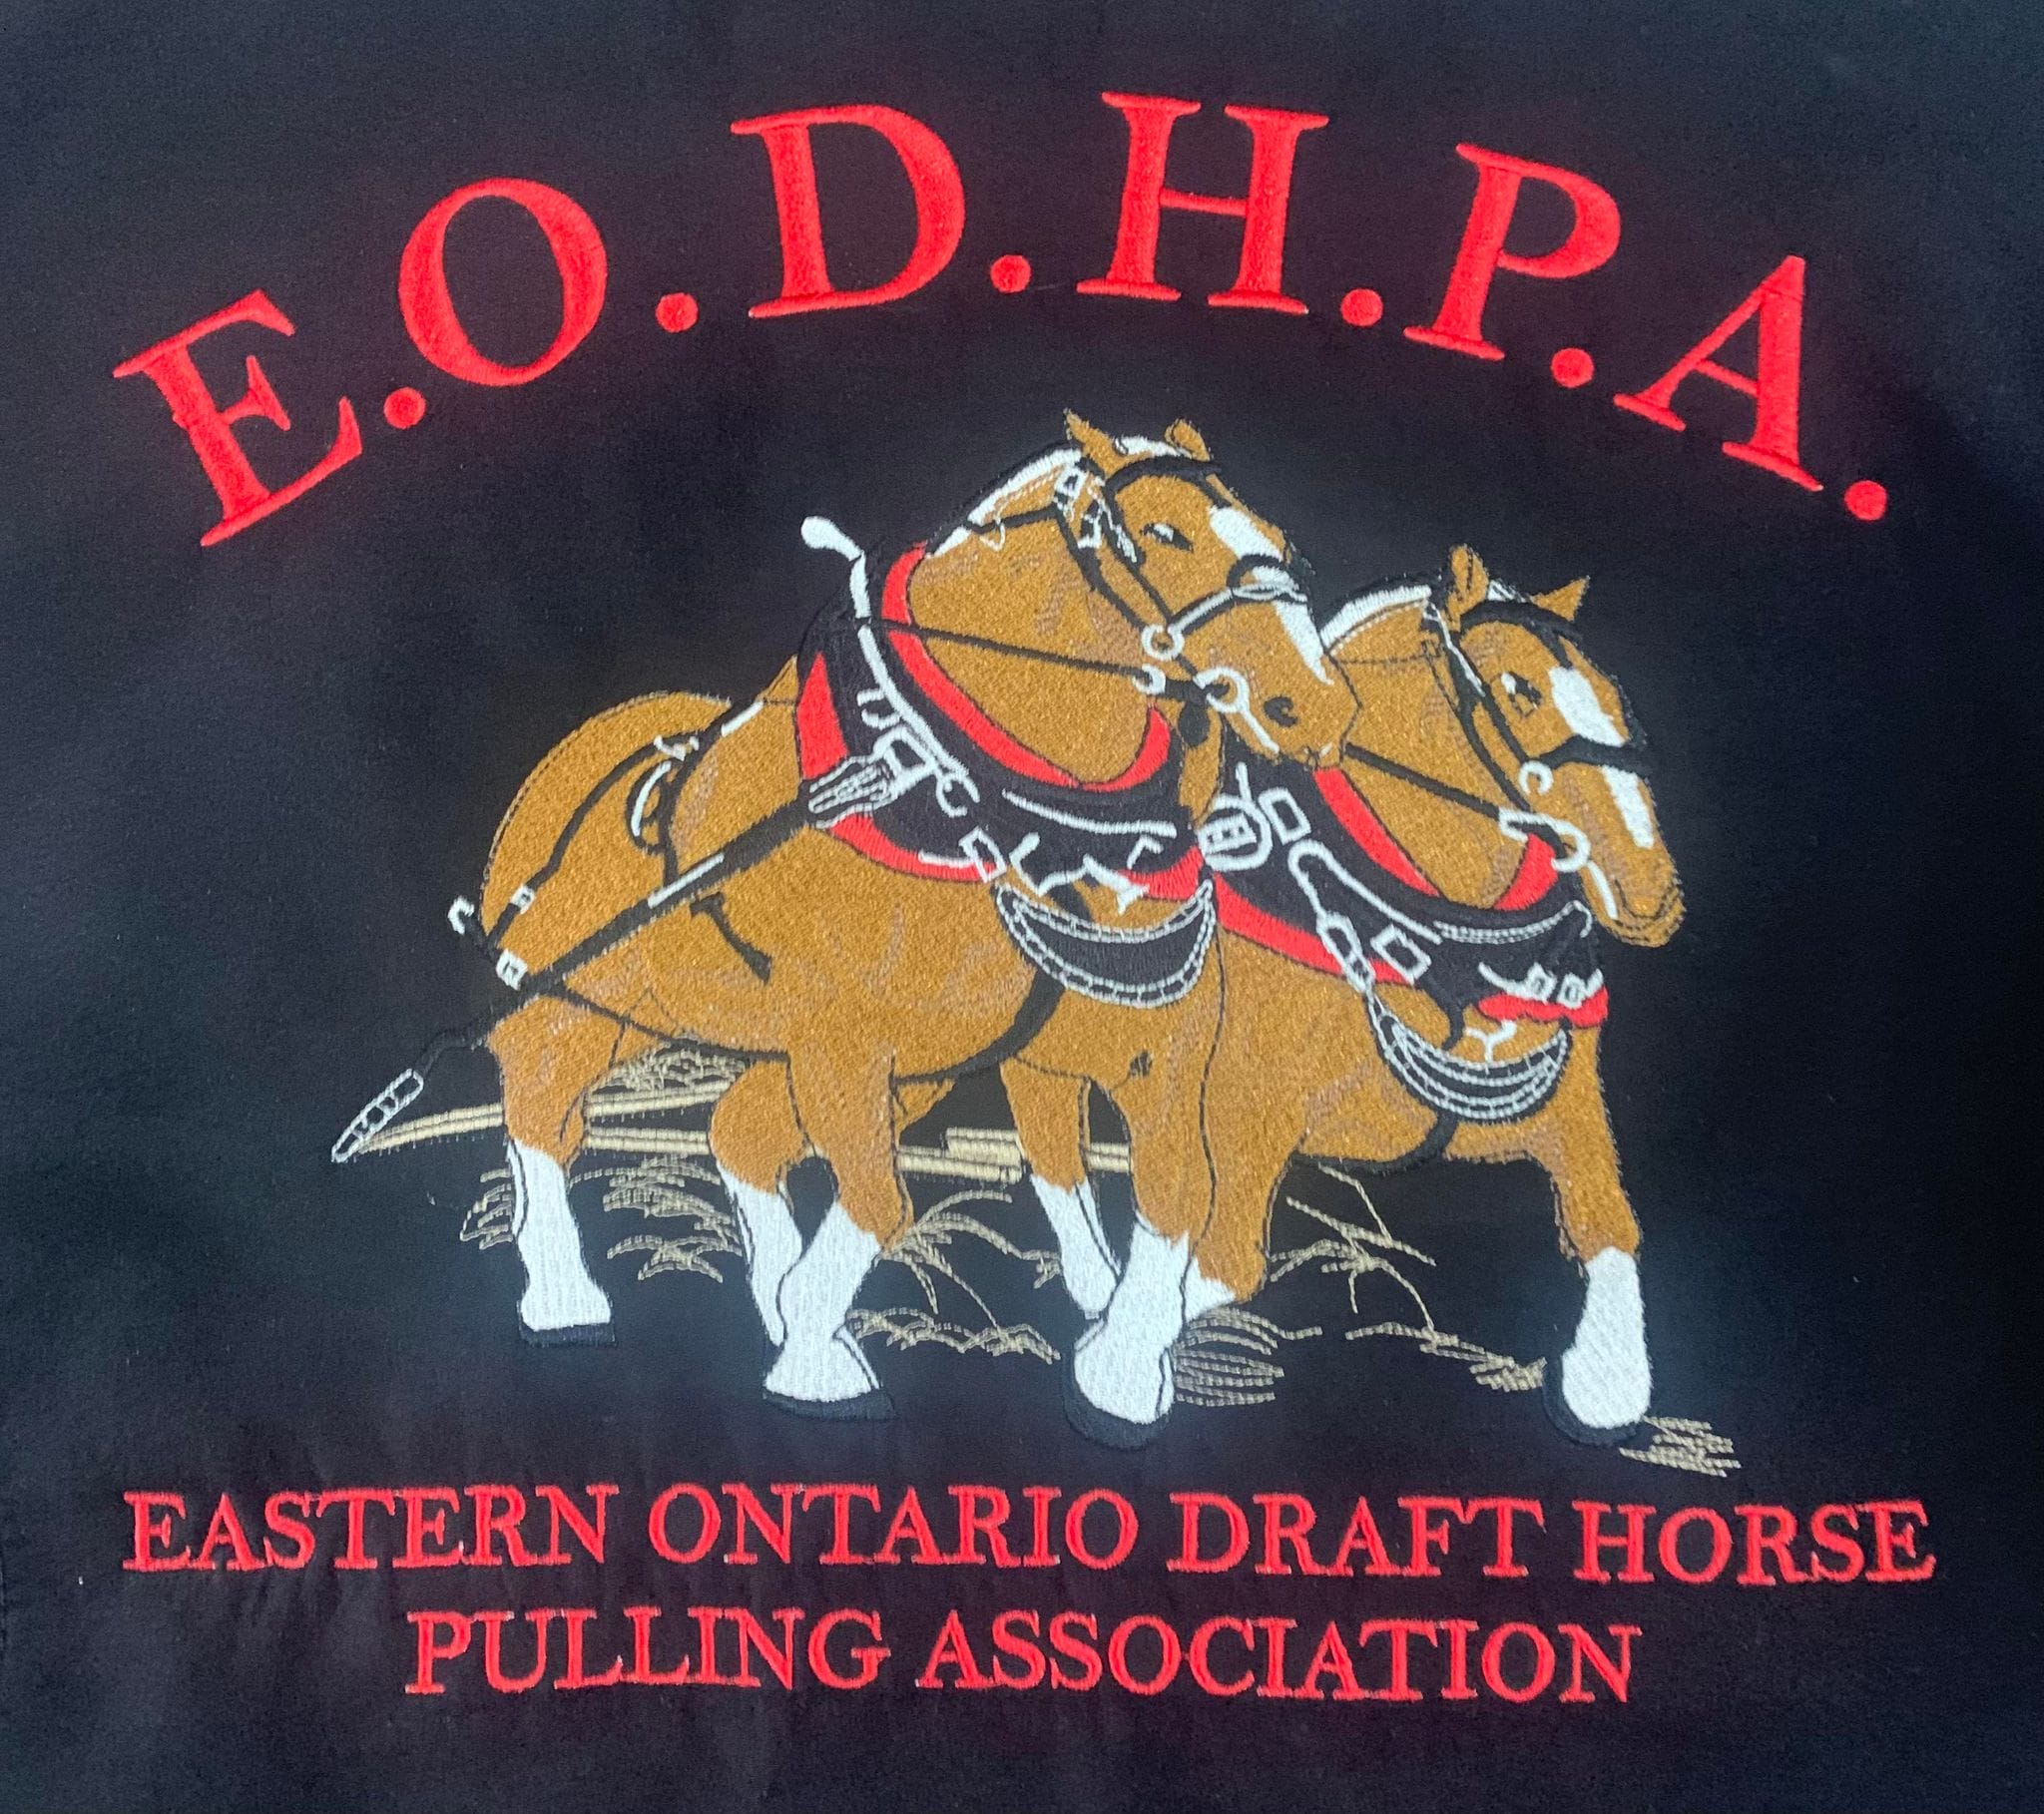 E.O.D.H.P.A.
EASTERN ONTARIO DRAFT HORSE
PULLING ASSOCIATION